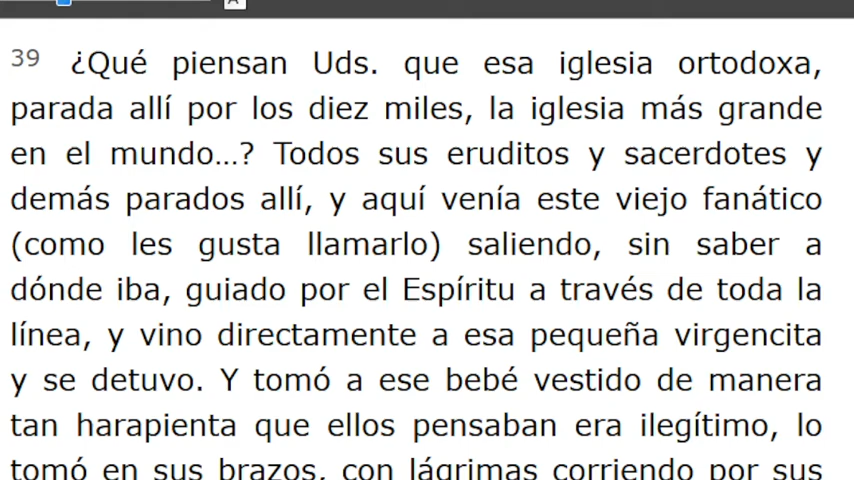 39 ¿Qué piensan Uds. que esa iglesia ortodoxa,
parada allí por los diez miles, la iglesia más grande
en el mundo...? Todos sus eruditos y sacerdotes y
demás parados allí, y aquí venía este viejo fanático
(como les gusta llamarlo) saliendo, sin saber a
dónde iba, guiado por el Espíritu a través de toda la
línea, y vino directamente a esa pequeña virgencita
y se detuvo. Y tomó a ese bebé vestido de manera
tan harapienta que ellos pensaban era ilegítimo, lo
tomó en sus brazos, con lágrimas corriendo por sus